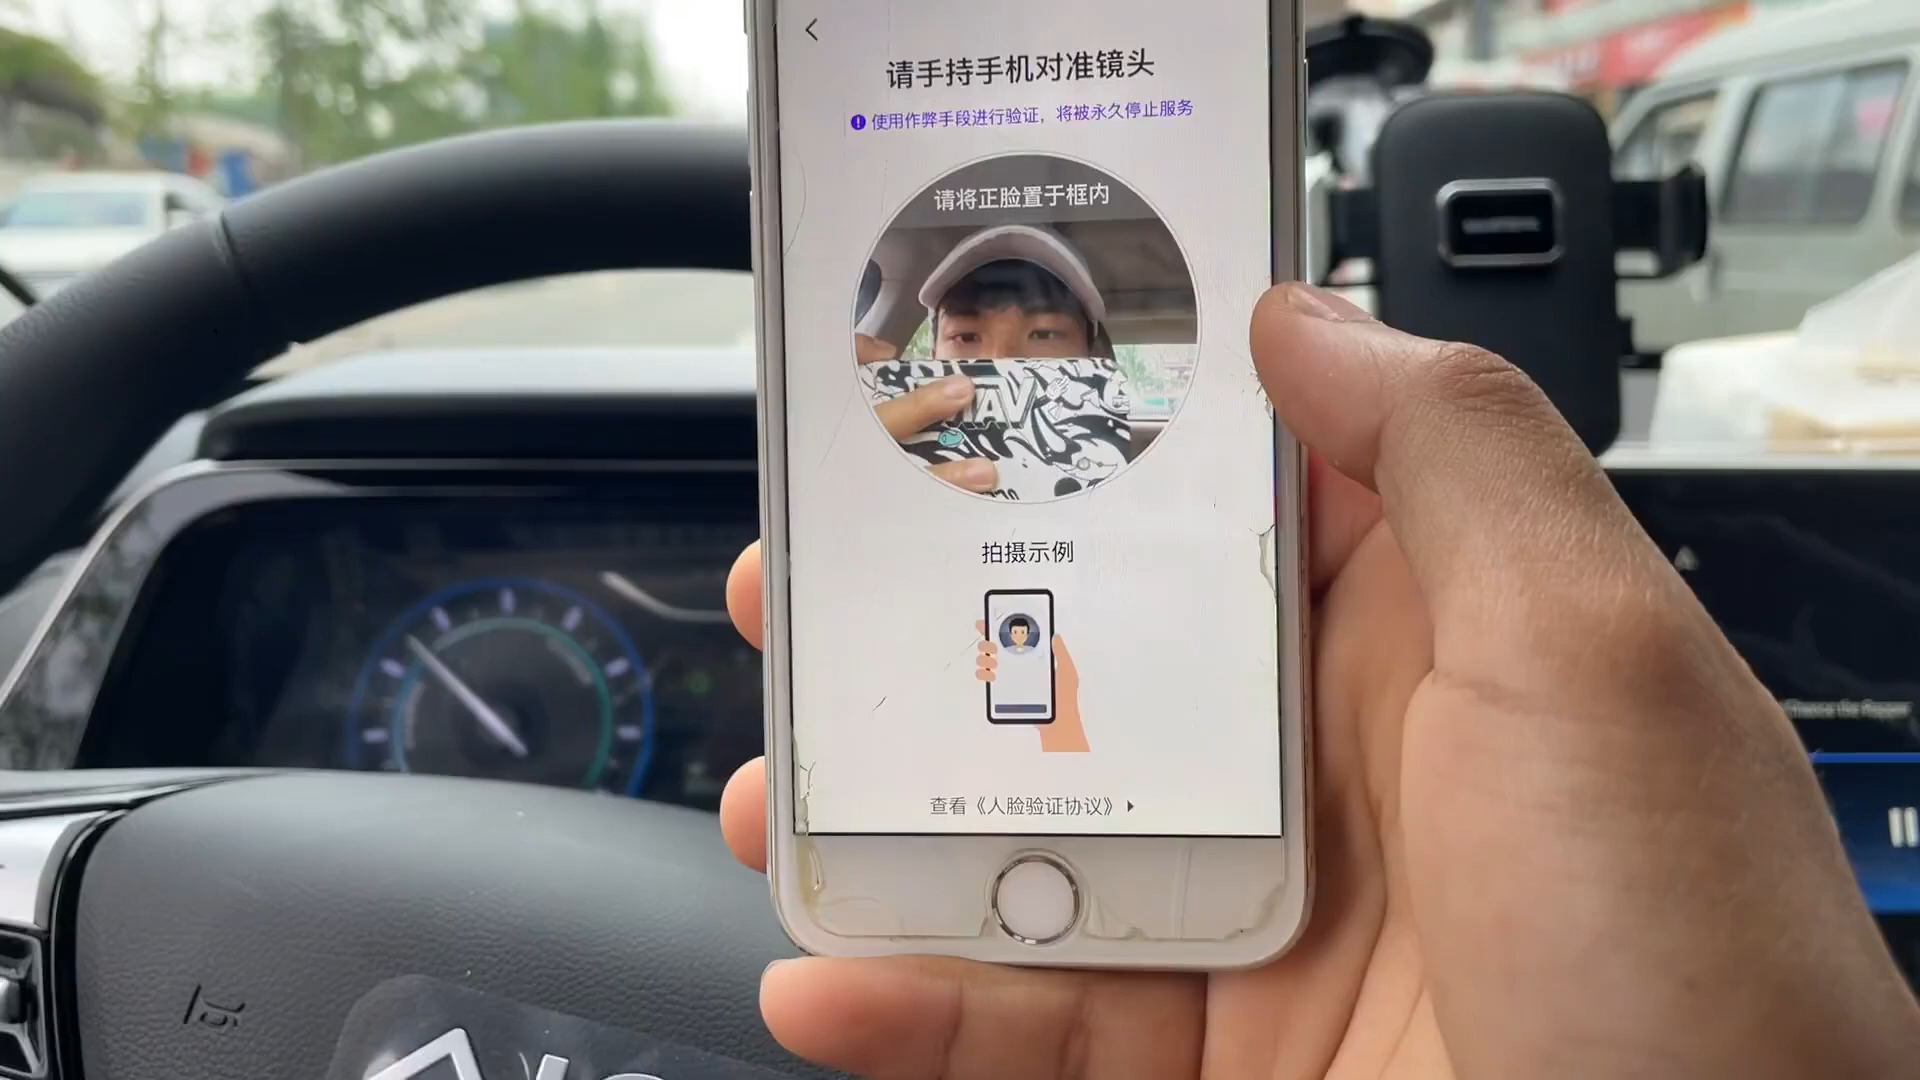 请手持手机对准镜头
使用作弊手段进行验证，将被永久停止服务
请将正脸置于框内
拍摄示例
查看《人脸验证协议》